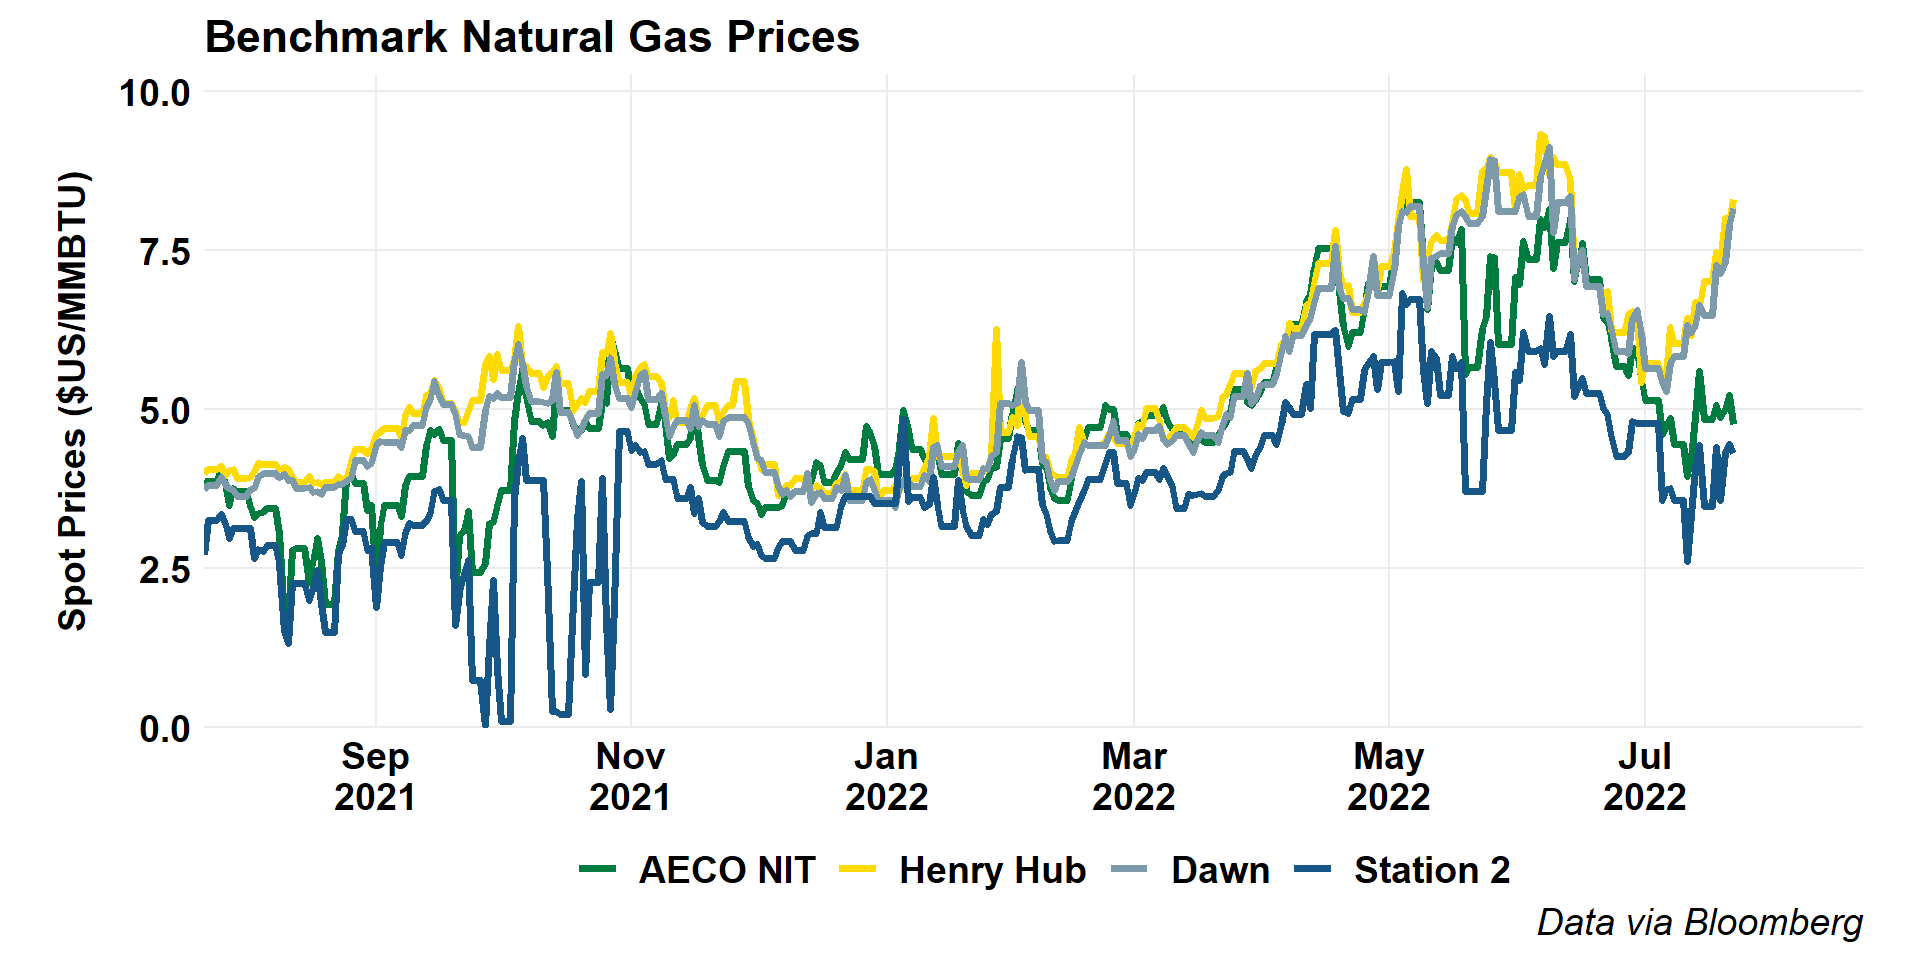 Benchmark Natural Gas Prices
Spot Prices ($US/MMBTU)
10.0
7.5
5.0
2.5
0.0
Sep Nov Jan Mar May Jul
2021 2021 2022 2022 2022 2022
AECO NIT Henry Hub Dawn Station 2
Data via Bloomberg